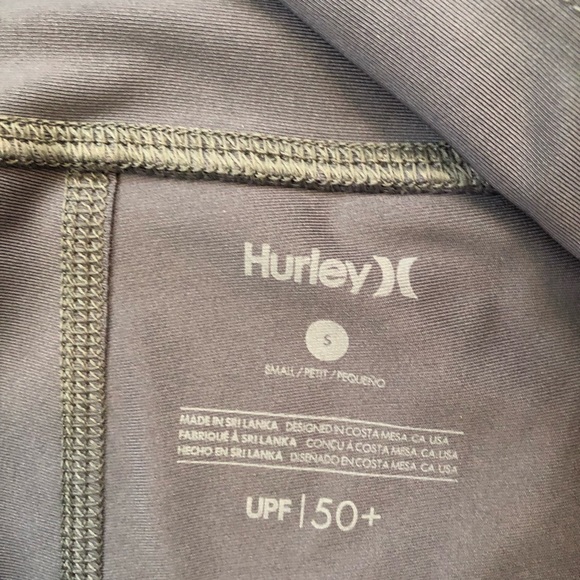 Hurley
S
SMALL / PETIT / PEQUEÑO
MADE IN SRI LANKA DESIGNED IN COSTA MESA, CA. USA
FABRIQUÉ À SRI LANKA CONÇU À COSTA MESA, CA. USA
HECHO EN SRI LANKA DISEÑADO EN COSTA MESA, CA. USA
UPF | 50+